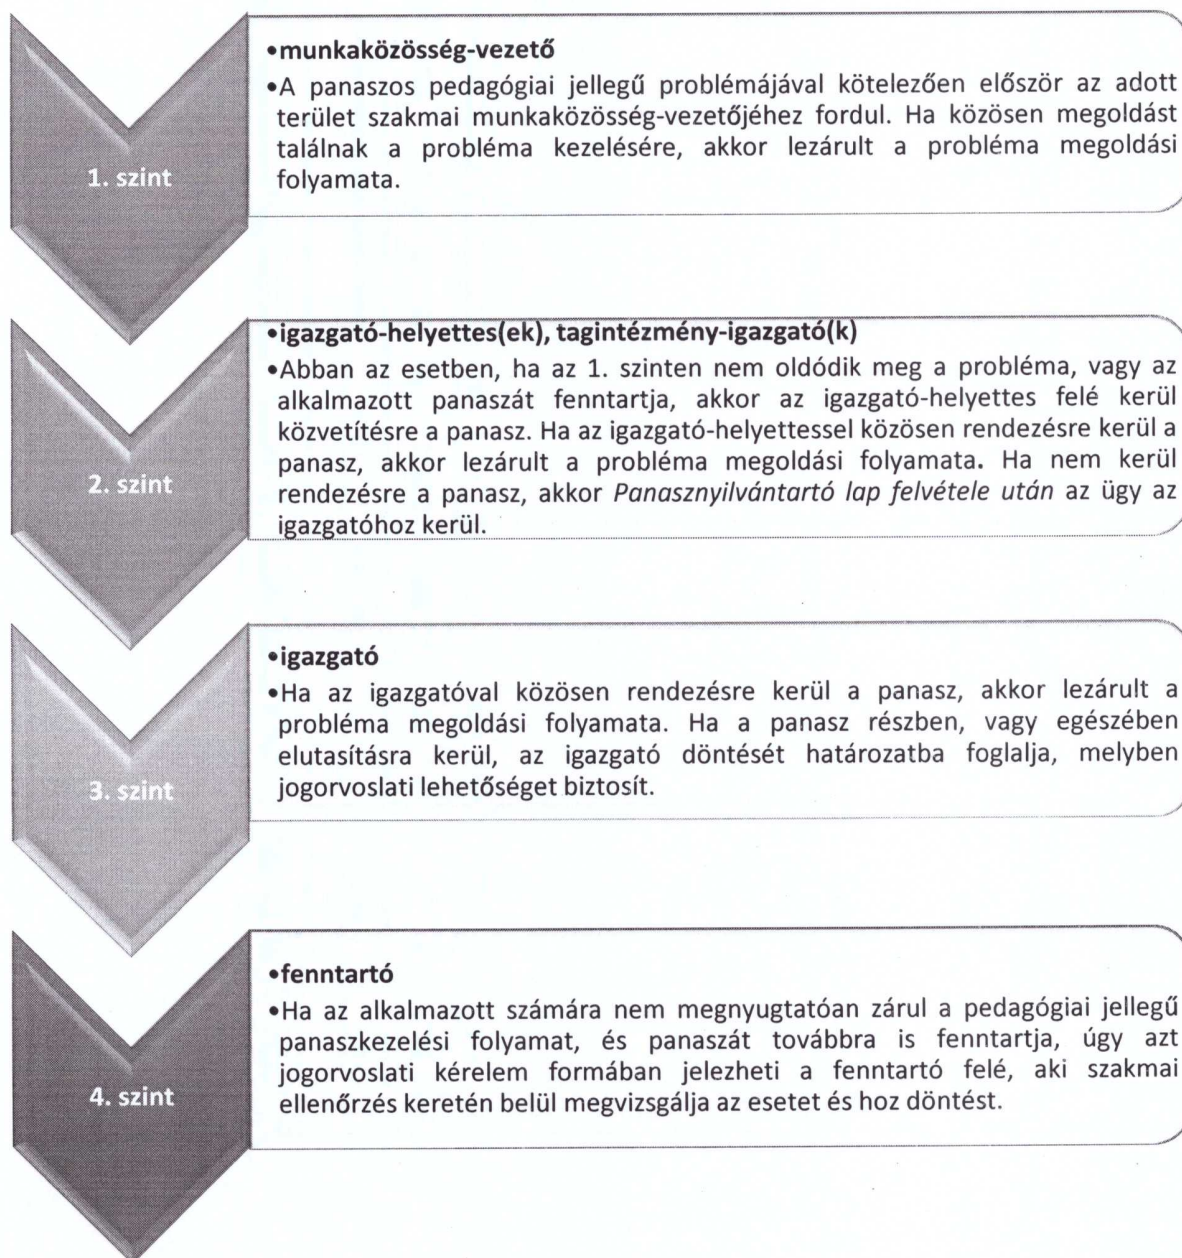 1. szint
•munkaközösség-vezető
•A panaszos pedagógiai jellegű problémájával kötelezően először az adott
terület szakmai munkaközösség-vezetőjéhez fordul. Ha közösen megoldást
találnak a probléma kezelésére, akkor lezárult a probléma megoldási
folyamata.
2. szint
•igazgató-helyettes(ek), tagintézmény-igazgató(k)
•Abban az esetben, ha az 1. szinten nem oldódik meg a probléma, vagy az
alkalmazott panaszát fenntartja, akkor az igazgató-helyettes felé kerül
közvetítésre a panasz. Ha az igazgató-helyettessel közösen rendezésre kerül a
panasz, akkor lezárult a probléma megoldási folyamata. Ha nem kerül
rendezésre a panasz, akkor Panasznyilvántartó lap felvétele után az ügy az
igazgatóhoz kerül.
3. szint
•igazgató
•Ha az igazgatóval közösen rendezésre kerül a panasz, akkor lezárult a
probléma megoldási folyamata. Ha a panasz részben, vagy egészében
elutasításra kerül, az igazgató döntését határozatba foglalja, melyben
jogorvoslati lehetőséget biztosít.
4. szint
•fenntartó
•Ha az alkalmazott számára nem megnyugtatóan zárul a pedagógiai jellegű
panaszkezelési folyamat, és panaszát továbbra is fenntartja, úgy azt
jogorvoslati kérelem formában jelezheti a fenntartó felé, aki szakmai
ellenőrzés keretén belül megvizsgálja az esetet és hoz döntést.